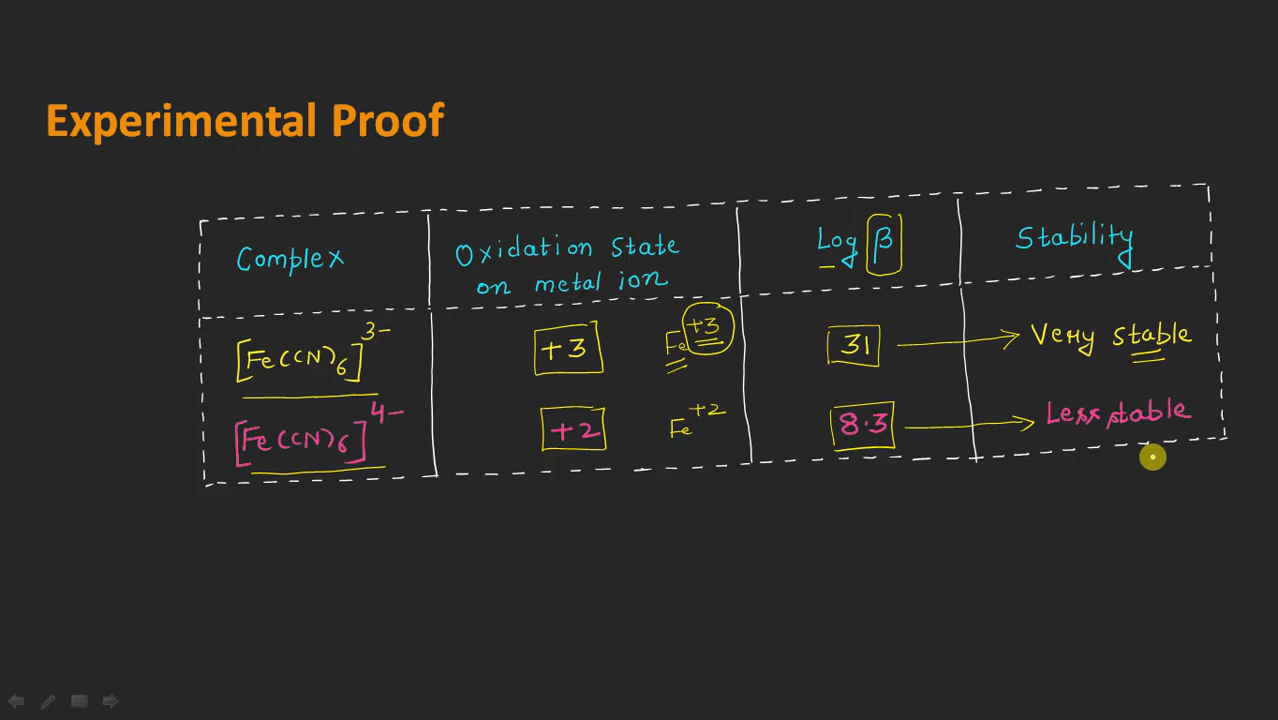 Experimental Proof
Complex
Oxidation State
on metal ion
Log β
Stability
[Fe(CN)6]3-
+3
Fe+3
31
Very stable
[Fe(CN)6]4-
+2
Fe+2
8.3
Less stable